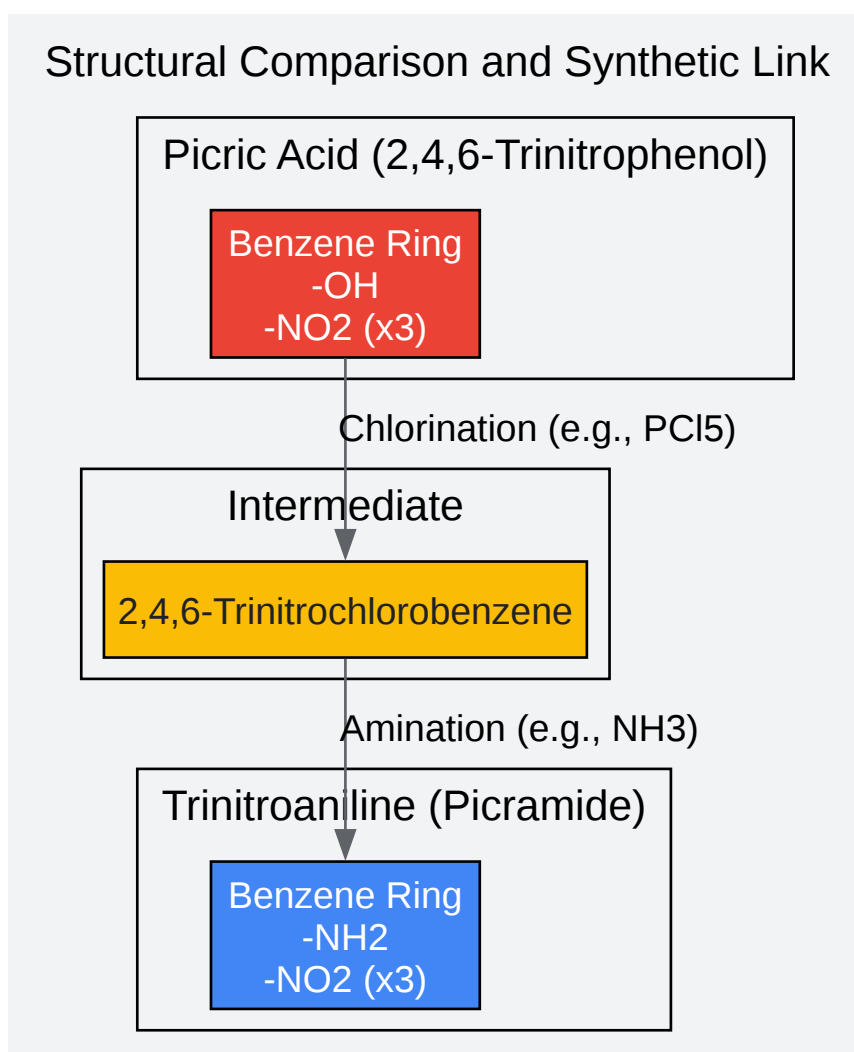 Structural Comparison and Synthetic Link
Picric Acid (2,4,6-Trinitrophenol)
Benzene Ring
-OH
-NO2 (x3)
Chlorination (e.g., PCl5)
Intermediate
2,4,6-Trinitrochlorobenzene
Amination (e.g., NH3)
Trinitroaniline (Picramide)
Benzene Ring
-NH2
-NO2 (x3)